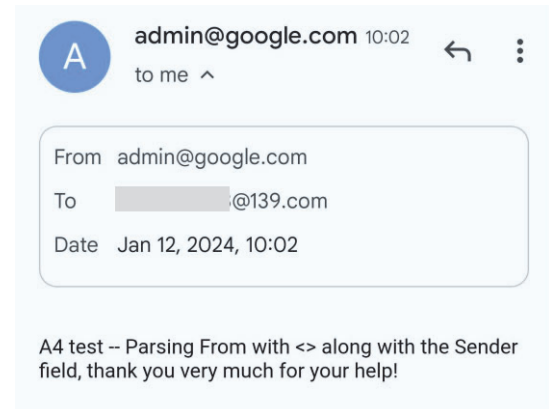 A
admin@google.com 10:02
to me
From admin@google.com
To @139.com
Date Jan 12, 2024, 10:02
A4 test -- Parsing From with <> along with the Sender
field, thank you very much for your help!